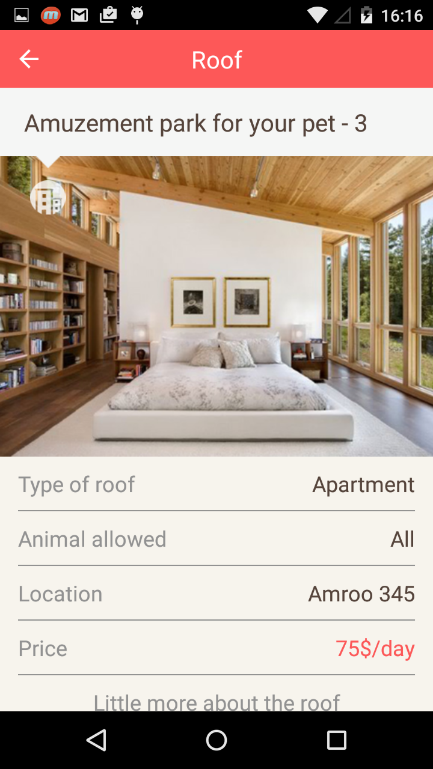 16:16
Roof
Amuzement park for your pet - 3
Type of roof Apartment
Animal allowed All
Location Amroo 345
Price 75$/day
Little more about the roof